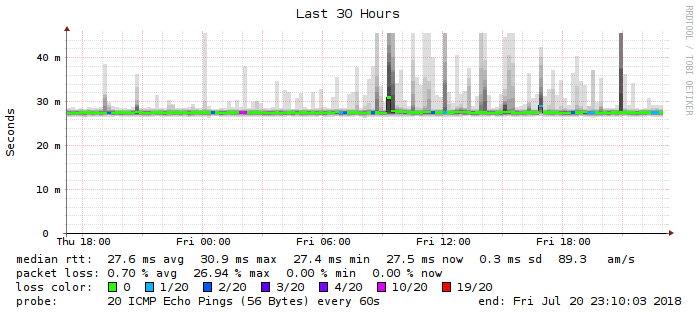 Last 30 Hours
RRDTOOL / TOBI OETIKER
Seconds
40 m
30 m
20 m
10 m
0
Thu 18:00 Fri 00:00 Fri 06:00 Fri 12:00 Fri 18:00
median rtt: 27.6 ms avg 30.9 ms max 27.4 ms min 27.5 ms now 0.3 ms sd 89.3 am/s
packet loss: 0.70 % avg 26.94 % max 0.00 % min 0.00 % now
loss color: 0 1/20 2/20 3/20 4/20 10/20 19/20
probe: 20 ICMP Echo Pings (56 Bytes) every 60s end: Fri Jul 20 23:10:03 2018